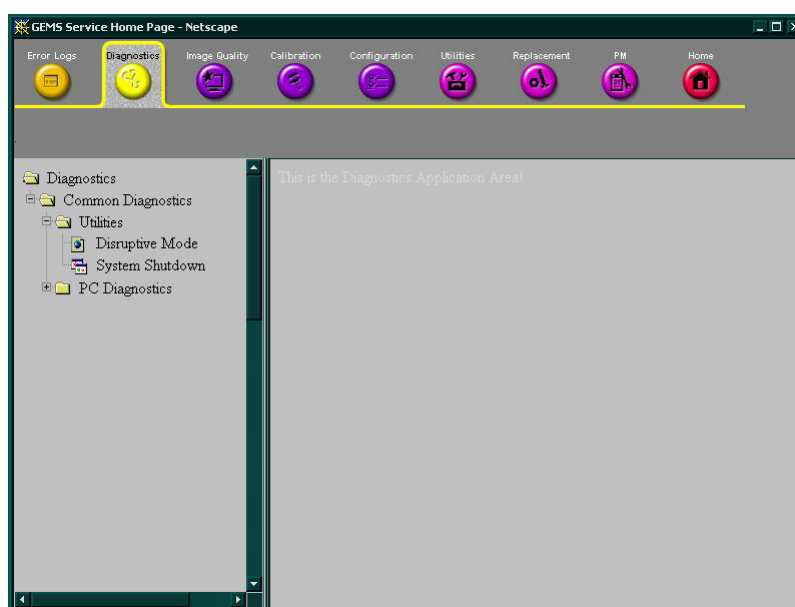 GEMS Service Home Page - Netscape
Error Logs Diagnostics Image Quality Calibration Configuration Utilities Replacement PM Home
Diagnostics
Common Diagnostics
Utilities
Disruptive Mode
System Shutdown
PC Diagnostics
This is the Diagnostics Application Area!